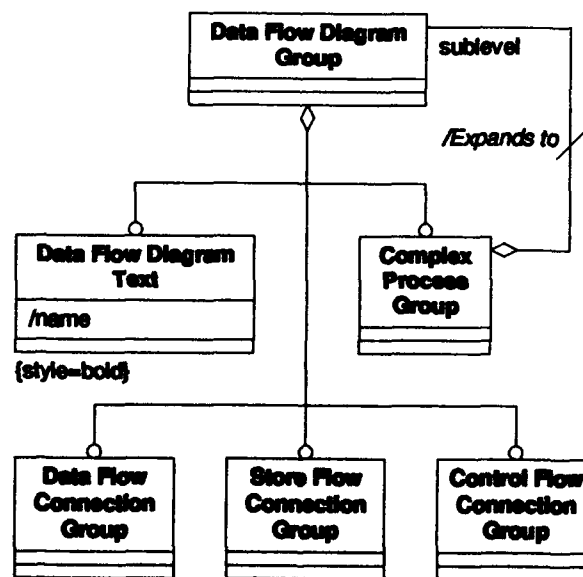 Data Flow Diagram
Group
sublevel
/Expands to
Data Flow Diagram
Text
/name
{style=bold}
Complex
Process
Group
Data Flow
Connection
Group
Store Flow
Connection
Group
Control Flow
Connection
Group